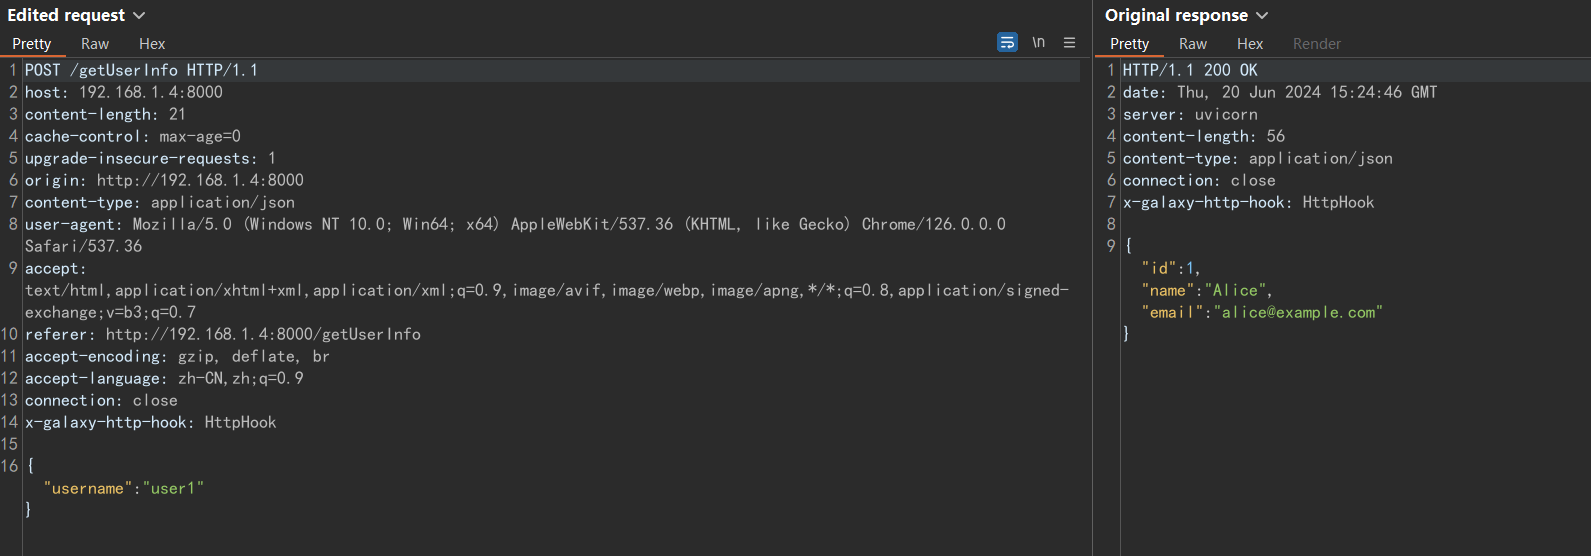 Edited request
Pretty Raw Hex
\n
1 POST /getUserInfo HTTP/1.1
2 host: 192.168.1.4:8000
3 content-length: 21
4 cache-control: max-age=0
5 upgrade-insecure-requests: 1
6 origin: http://192.168.1.4:8000
7 content-type: application/json
8 user-agent: Mozilla/5.0 (Windows NT 10.0; Win64; x64) AppleWebKit/537.36 (KHTML, like Gecko) Chrome/126.0.0.0
Safari/537.36
9 accept:
text/html,application/xhtml+xml,application/xml;q=0.9,image/avif,image/webp,image/apng,*/*;q=0.8,application/signed-
exchange;v=b3;q=0.7
10 referer: http://192.168.1.4:8000/getUserInfo
11 accept-encoding: gzip, deflate, br
12 accept-language: zh-CN,zh;q=0.9
13 connection: close
14 x-galaxy-http-hook: HttpHook
15
16 {
"username":"user1"
}
Original response
Pretty Raw Hex Render
1 HTTP/1.1 200 OK
2 date: Thu, 20 Jun 2024 15:24:46 GMT
3 server: uvicorn
4 content-length: 56
5 content-type: application/json
6 connection: close
7 x-galaxy-http-hook: HttpHook
8
9 {
"id":1,
"name":"Alice",
"email":"alice@example.com"
}